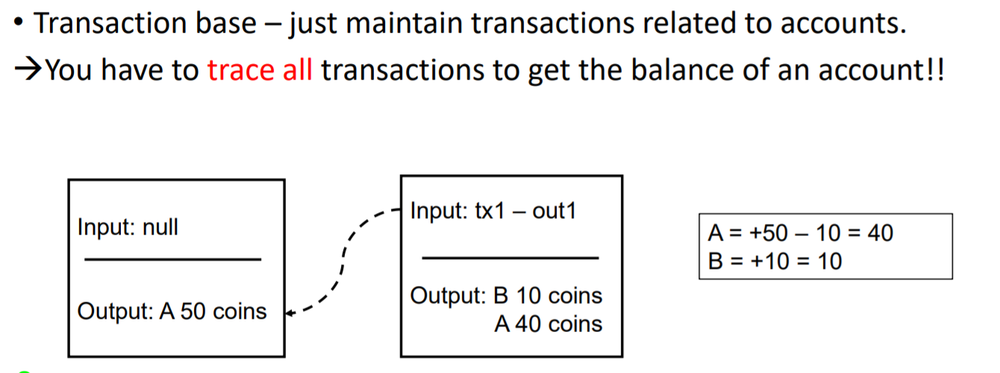 • Transaction base – just maintain transactions related to accounts.
→You have to trace all transactions to get the balance of an account!!
Input: null
Output: A 50 coins
Input: tx1 – out1
Output: B 10 coins
A 40 coins
A = +50 – 10 = 40
B = +10 = 10